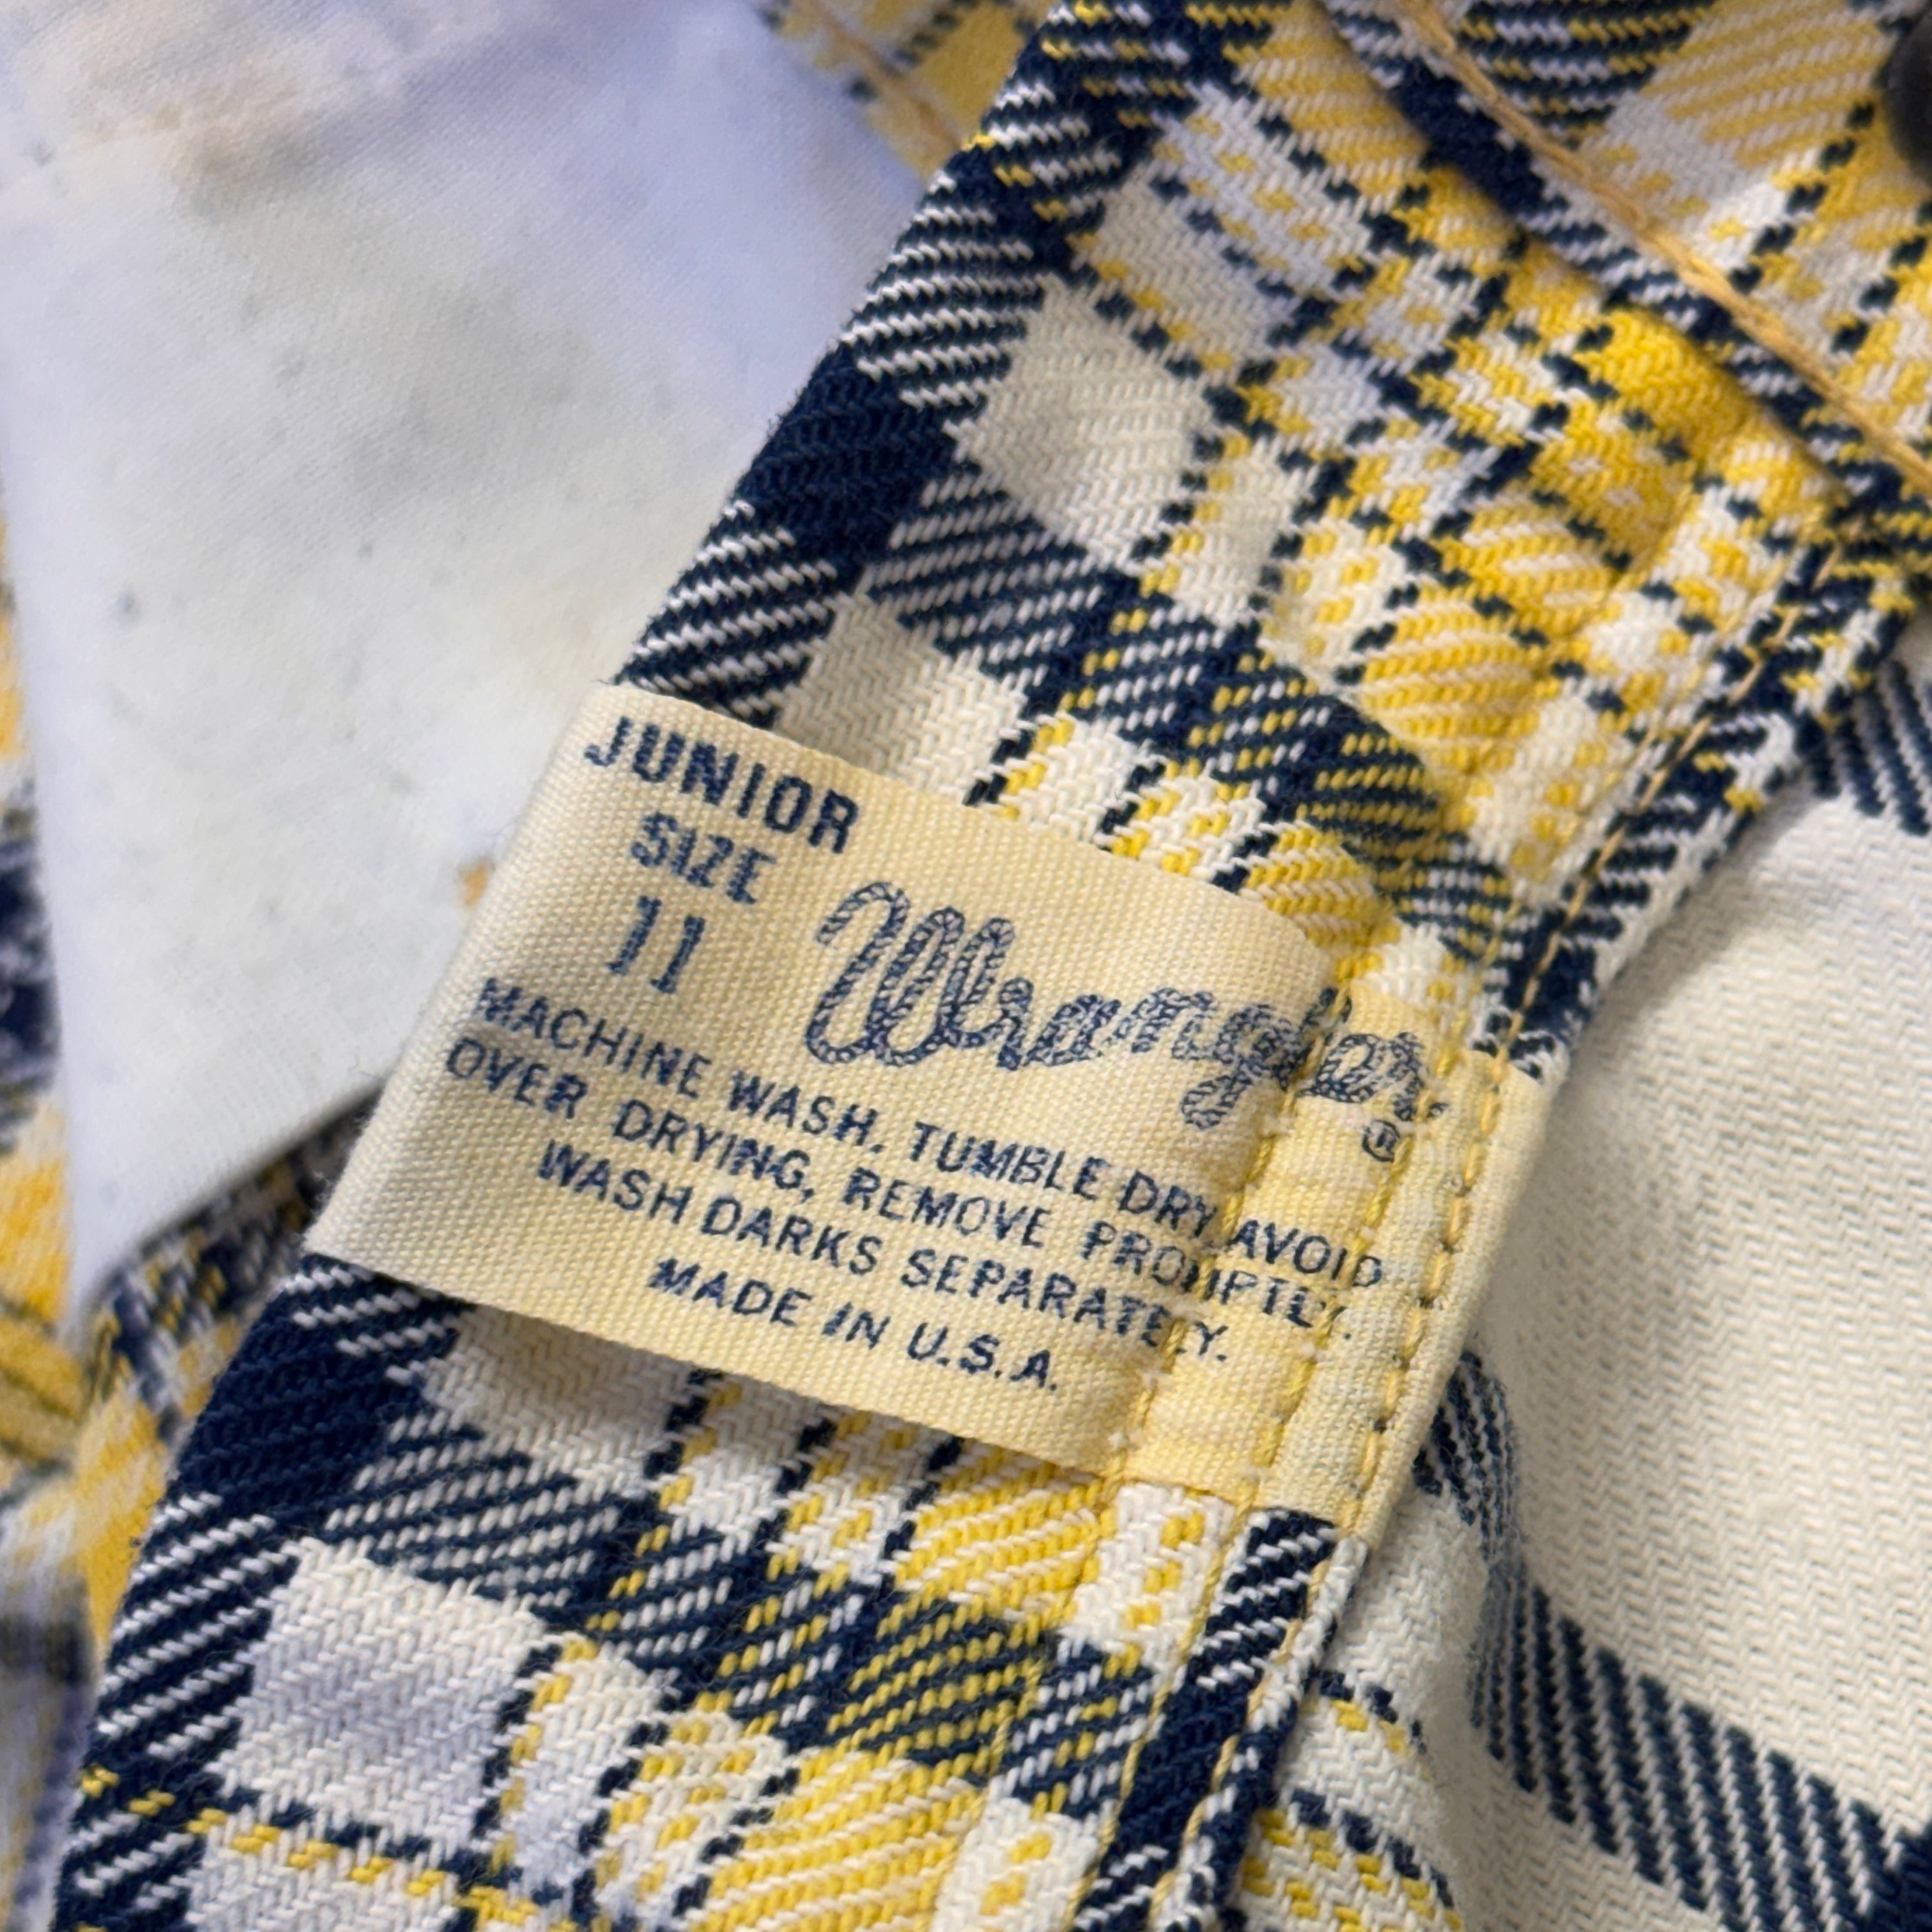 JUNIOR
SIZE
11
Wrangler®
MACHINE WASH. TUMBLE DRY AVOID
OVER DRYING, REMOVE PROMPTLY.
WASH DARKS SEPARATELY.
MADE IN U.S.A.